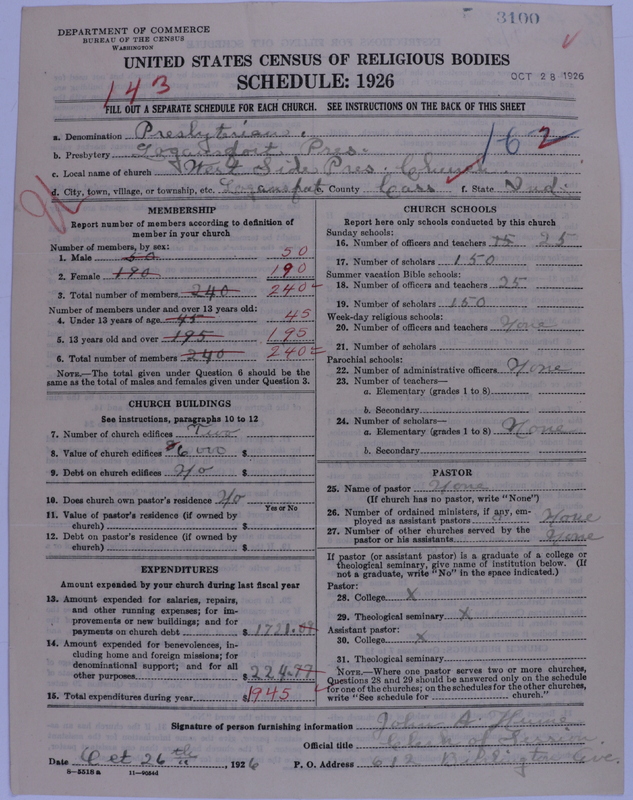 3100
DEPARTMENT OF COMMERCE
BUREAU OF THE CENSUS
WASHINGTON
UNITED STATES CENSUS OF RELIGIOUS BODIES
SCHEDULE: 1926
OCT 28 1926
143
FILL OUT A SEPARATE SCHEDULE FOR EACH CHURCH. SEE INSTRUCTIONS ON THE BACK OF THIS SHEET
a. Denomination Presbyterian.
162
b. Presbytery Logansport Pres.
c. Local name of church West Side Pres. Church
d. City, town, village, or township, etc. Logansport e. County Cass f. State Ind.
MEMBERSHIP
Report number of members according to definition of
member in your church
Number of members, by sex:
1. Male 50 50
2. Female 190 190
3. Total number of members 240 240
Number of members under and over 13 years old:
4. Under 13 years of age 45 45
5. 13 years old and over 195 195
6. Total number of members 240 240
NOTE.—The total given under Question 6 should be the
same as the total of males and females given under Question 3.
CHURCH BUILDINGS
See instructions, paragraphs 10 to 12
7. Number of church edifices Two
8. Value of church edifices 6000 $
9. Debt on church edifices No $
10. Does church own pastor's residence No
Yes or No
11. Value of pastor's residence (if owned by
church) $
12. Debt on pastor's residence (if owned by
church) $
EXPENDITURES
Amount expended by your church during last fiscal year
13. Amount expended for salaries, repairs,
and other running expenses; for im-
provements or new buildings; and for
payments on church debt $ 1721.
14. Amount expended for benevolences, in-
cluding home and foreign missions; for
denominational support; and for all
other purposes $ 224.77
15. Total expenditures during year $ 1945
CHURCH SCHOOLS
Report here only schools conducted by this church
Sunday schools:
16. Number of officers and teachers 15 25
17. Number of scholars 150
Summer vacation Bible schools:
18. Number of officers and teachers 25
19. Number of scholars 150
Week-day religious schools:
20. Number of officers and teachers None
21. Number of scholars
Parochial schools:
22. Number of administrative officers None
23. Number of teachers—
a. Elementary (grades 1 to 8)
b. Secondary
24. Number of scholars—
a. Elementary (grades 1 to 8) None
b. Secondary
PASTOR
25. Name of pastor None
(If church has no pastor, write "None")
26. Number of ordained ministers, if any, em-
ployed as assistant pastors None
27. Number of other churches served by the
pastor or his assistants None
If pastor (or assistant pastor) is a graduate of a college or
theological seminary, give name of institution below. (If
not a graduate, write "No" in the space indicated.)
Pastor:
28. College X
29. Theological seminary X
Assistant pastor:
30. College X
31. Theological seminary
NOTE.—Where one pastor serves two or more churches,
Questions 28 and 29 should be answered only on the schedule
for one of the churches; on the schedules for the other churches,
write "See schedule for church."
Signature of person furnishing information John A.
Official title Clerk of Session
Date Oct 26 th, 1926 P. O. Address 612 Ave.
8—5518 a 11—9054d